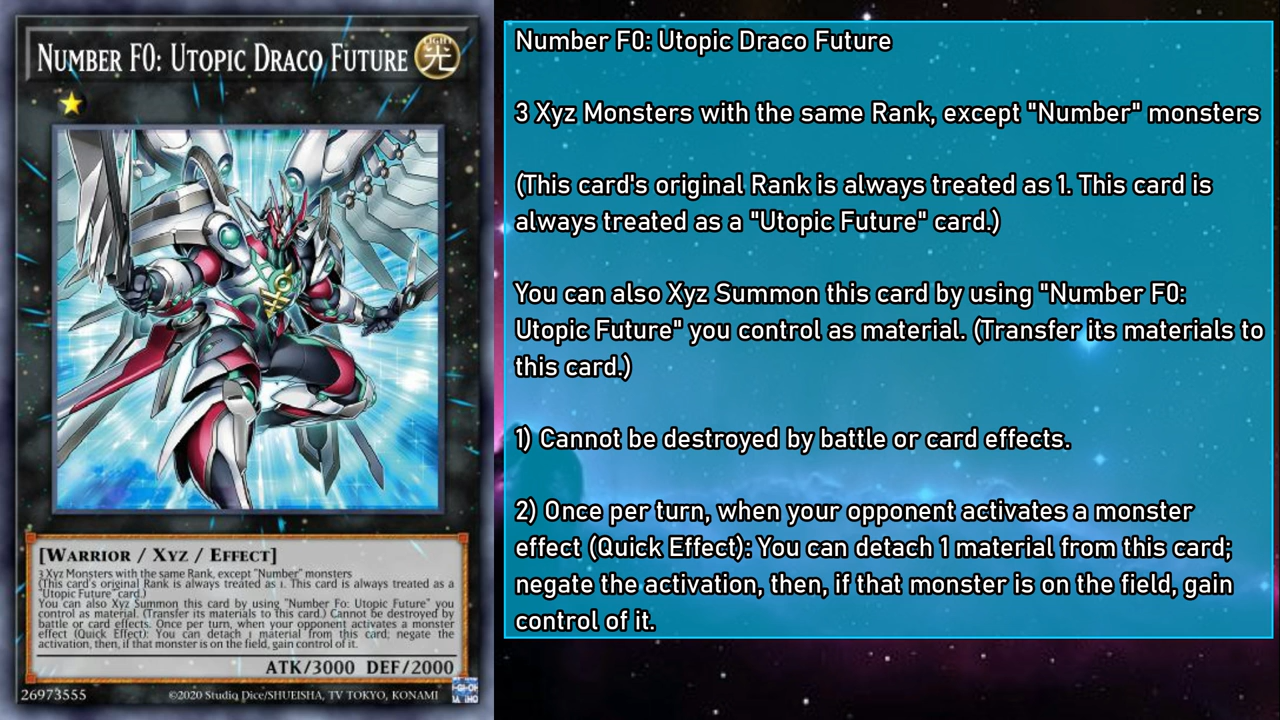 NUMBER F0: UTOPIC DRACO FUTURE
LIGHT
光
[WARRIOR / XYZ / EFFECT]
3 Xyz Monsters with the same Rank, except "Number" monsters
(This card's original Rank is always treated as 1. This card is always treated as a
"Utopic Future" card.)
You can also Xyz Summon this card by using "Number F0: Utopic Future" you
control as material. (Transfer its materials to this card.) Cannot be destroyed by
battle or card effects. Once per turn, when your opponent activates a monster
effect (Quick Effect): You can detach 1 material from this card; negate the
activation, then, if that monster is on the field, gain control of it.
ATK/3000 DEF/2000
26973555
©2020 Studio Dice/SHUEISHA, TV TOKYO, KONAMI
Number F0: Utopic Draco Future
3 Xyz Monsters with the same Rank, except "Number" monsters
(This card's original Rank is always treated as 1. This card is
always treated as a "Utopic Future" card.)
You can also Xyz Summon this card by using "Number F0:
Utopic Future" you control as material. (Transfer its materials to
this card.)
1) Cannot be destroyed by battle or card effects.
2) Once per turn, when your opponent activates a monster
effect (Quick Effect): You can detach 1 material from this card;
negate the activation, then, if that monster is on the field, gain
control of it.